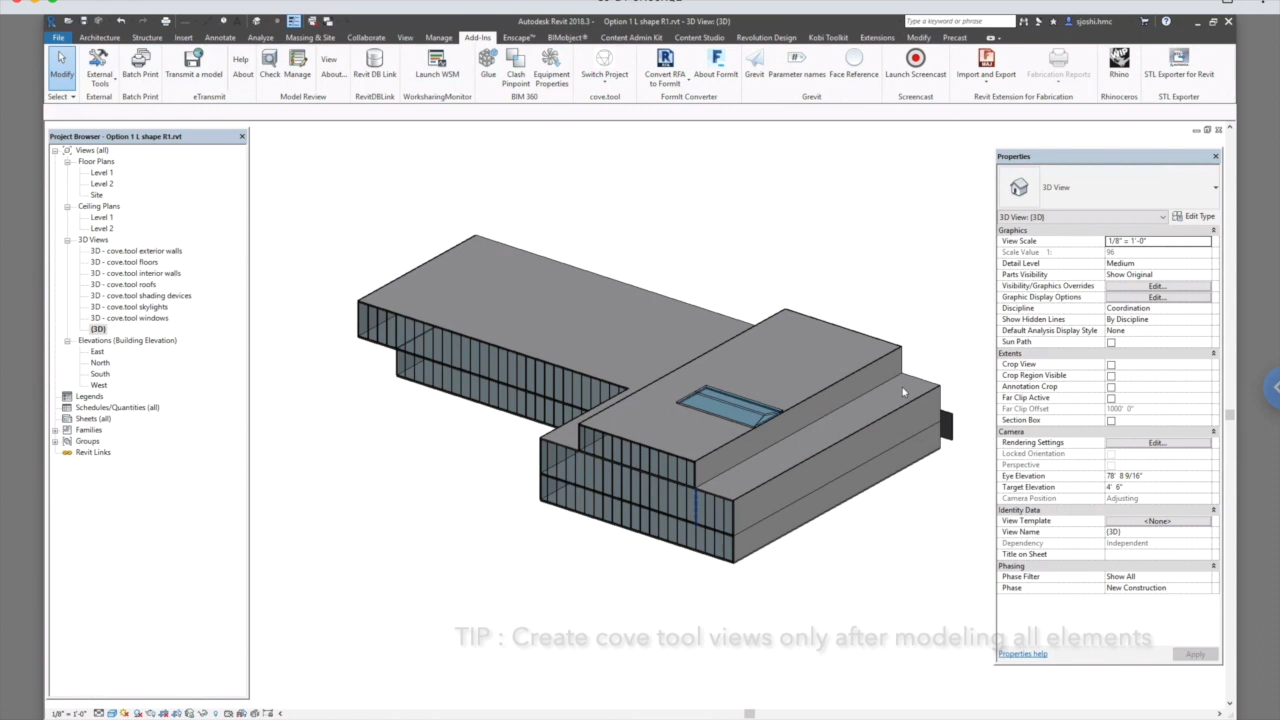 Autodesk Revit 2018.3 - Option 1 L shape R1.rvt - 3D View: {3D}
Type a keyword or phrase
sjoshi.hmc
File Architecture Structure Insert Annotate Analyze Massing & Site Collaborate View Manage Add-Ins Enscape™ BIMobject® Content Admin Kit Content Studio Revolution Design Kobi Toolkit Extensions Modify Precast
Modify External Tools Batch Print Transmit a model Help About Check Manage View About... Revit DB Link Launch WSM Glue Clash Pinpoint Equipment Properties Switch Project Convert RFA to FormIt About FormIt Grevit Parameter names Face Reference Launch Screencast Import and Export Fabrication Reports Rhino STL Exporter for Revit
Select External Batch Print eTransmit Model Review RevitDBLink WorksharingMonitor BIM 360 cove.tool FormIt Converter Grevit Screencast Revit Extension for Fabrication Rhinoceros STL Exporter
Project Browser - Option 1 L shape R1.rvt
Views (all)
Floor Plans
Level 1
Level 2
Site
Ceiling Plans
Level 1
Level 2
3D Views
3D - cove.tool exterior walls
3D - cove.tool floors
3D - cove.tool interior walls
3D - cove.tool roofs
3D - cove.tool shading devices
3D - cove.tool skylights
3D - cove.tool windows
{3D}
Elevations (Building Elevation)
East
North
South
West
Legends
Schedules/Quantities (all)
Sheets (all)
Families
Groups
Revit Links
Properties
3D View
3D View: {3D} Edit Type
Graphics
View Scale 1/8" = 1'-0"
Scale Value 1: 96
Detail Level Medium
Parts Visibility Show Original
Visibility/Graphics Overrides Edit...
Graphic Display Options Edit...
Discipline Coordination
Show Hidden Lines By Discipline
Default Analysis Display Style None
Sun Path
Extents
Crop View
Crop Region Visible
Annotation Crop
Far Clip Active
Far Clip Offset 1000' 0"
Section Box
Camera
Rendering Settings Edit...
Locked Orientation
Perspective
Eye Elevation 78' 8 9/16"
Target Elevation 4' 6"
Camera Position Adjusting
Identity Data
View Template <None>
View Name {3D}
Dependency Independent
Title on Sheet
Phasing
Phase Filter Show All
Phase New Construction
TIP : Create cove tool views only after modeling all elements
Properties help Apply
1/8" = 1'-0"